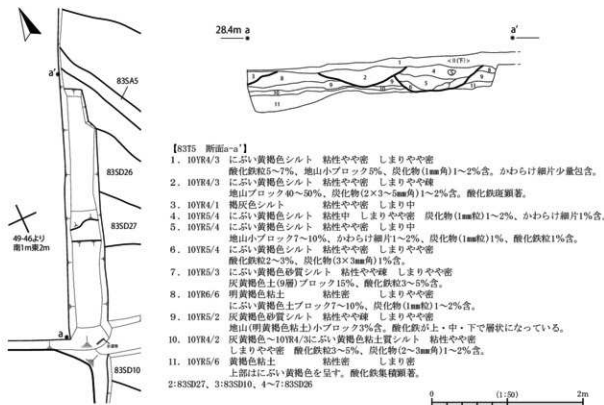 28.4m a
a'
1
<Ⅱ(下)>
a'
83SA5
83SD26
83SD27
49-46より
南1m東2m
a
83SD10
【83T5 断面a-a'】
1. 10YR4/3 にぶい黄褐色シルト 粘性やや密 しまりやや密
酸化鉄粒5~7%、地山小ブロック5%、炭化物(1mm角)1~2%含。かわらけ細片少量包含。
2. 10YR4/3 にぶい黄褐色シルト 粘性やや密 しまりやや疎
地山ブロック40~50%、炭化物(2×3~5mm角)1~2%含。酸化鉄斑顕著。
3. 10YR4/1 褐灰色シルト 粘性やや密 しまり中
4. 10YR5/4 にぶい黄褐色シルト 粘性中 しまりやや密 炭化物(1mm粒)1~2%、かわらけ細片1%含。
5. 10YR5/4 にぶい黄褐色シルト 粘性やや密 しまり中
地山小ブロック7~10%、かわらけ細片1~2%、炭化物(1mm粒)1%、酸化鉄粒1%含。
6. 10YR5/4 にぶい黄褐色シルト 粘性やや密 しまりやや密
酸化鉄粒2~3%、炭化物(3×3mm角)1%含。
7. 10YR5/3 にぶい黄褐色砂質シルト 粘性やや疎 しまりやや密
灰黄褐色土(9層)ブロック15%、酸化鉄粒3~5%含。
8. 10YR6/6 明黄褐色粘土 粘性密 しまりやや密
にぶい黄褐色土ブロック7~10%、炭化物(1mm粒)1~2%含。
9. 10YR5/2 灰黄褐色砂質シルト 粘性やや疎 しまりやや密
地山(明黄褐色粘土)小ブロック3%含。酸化鉄が上・中・下で層状になっている。
10. 10YR4/2 灰黄褐色~10YR4/3にぶい黄褐色粘土質シルト 粘性やや密
しまりやや密 酸化鉄粒3~5%、炭化物(2~3mm角)1~2%含。
11. 10YR5/6 黄褐色粘土 粘性密 しまりやや密
上部はにぶい黄褐色を呈す。酸化鉄集積顕著。
2:83SD27、3:83SD10、4~7:83SD26
0 (1:50) 2m